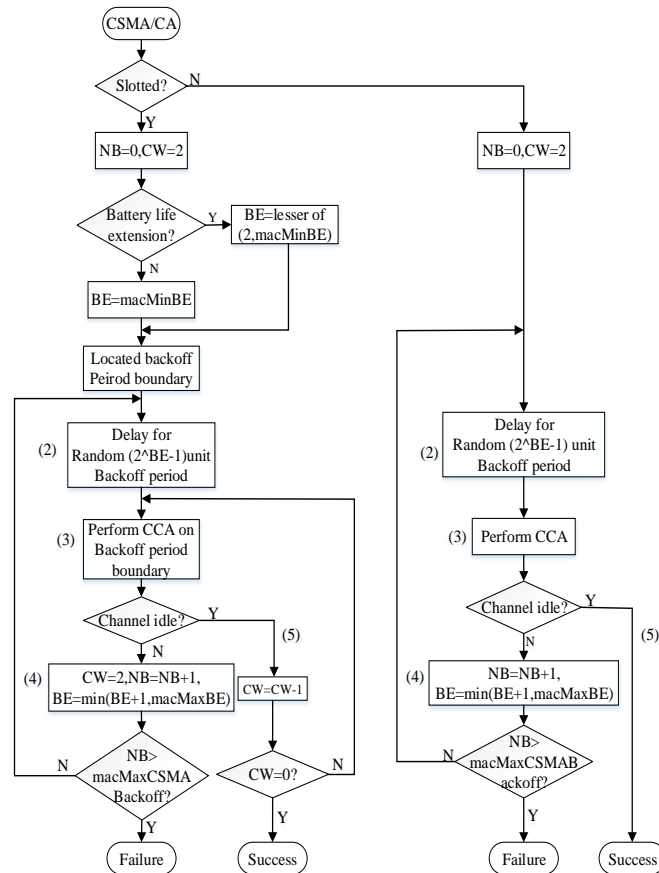 CSMA/CA
Slotted?
N
Y
NB=0,CW=2
Battery life
extension?
Y
BE=lesser of
(2,macMinBE)
N
BE=macMinBE
Located backoff
Peirod boundary
(2)
Delay for
Random (2^BE-1)unit
Backoff period
(3)
Perform CCA on
Backoff period
boundary
Channel idle?
Y
(5)
N
(4)
CW=2,NB=NB+1,
BE=min(BE+1,macMaxBE)
CW=CW-1
NB>
macMaxCSMA
Backoff?
N
Y
CW=0?
N
Y
Failure
Success
NB=0,CW=2
(2)
Delay for
Random (2^BE-1) unit
Backoff period
(3)
Perform CCA
Channel idle?
Y
(5)
N
(4)
NB=NB+1,
BE=min(BE+1,macMaxBE)
NB>
macMaxCSMAB
ackoff?
N
Y
Failure
Success